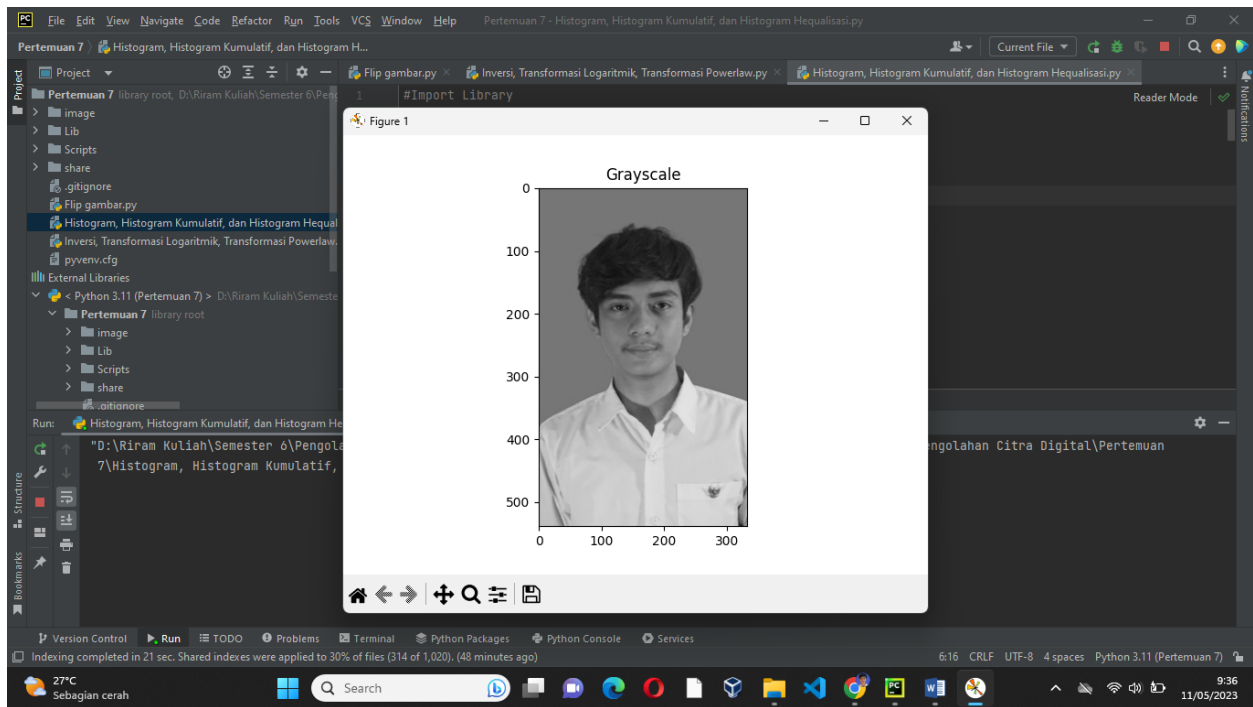 PC File Edit View Navigate Code Refactor Run Tools VCS Window Help Pertemuan 7 - Histogram, Histogram Kumulatif, dan Histogram Hequalisasi.py
Pertemuan 7 Histogram, Histogram Kumulatif, dan Histogram H... Current File
Project Flip gambar.py Inversi, Transformasi Logaritmik, Transformasi Powerlaw.py Histogram, Histogram Kumulatif, dan Histogram Hequalisasi.py
Project
Notifications
Pertemuan 7 library root, D:\Riram Kuliah\Semester 6\Peng
1 #Import Library
Reader Mode
image
Lib
Scripts
share
.gitignore
Flip gambar.py
Histogram, Histogram Kumulatif, dan Histogram Hequal
Inversi, Transformasi Logaritmik, Transformasi Powerlaw.
pyvenv.cfg
External Libraries
< Python 3.11 (Pertemuan 7) > D:\Riram Kuliah\Semeste
Pertemuan 7 library root
image
Lib
Scripts
share
.gitignore
Figure 1
Grayscale
0
100
200
300
400
500
0 100 200 300
Run: Histogram, Histogram Kumulatif, dan Histogram He
"D:\Riram Kuliah\Semester 6\Pengola
engolahan Citra Digital\Pertemuan
7\Histogram, Histogram Kumulatif,
Structure
Bookmarks
Version Control Run TODO Problems Terminal Python Packages Python Console Services
Indexing completed in 21 sec. Shared indexes were applied to 30% of files (314 of 1,020). (48 minutes ago) 6:16 CRLF UTF-8 4 spaces Python 3.11 (Pertemuan 7)
27°C
Sebagian cerah
Search
9:36
11/05/2023